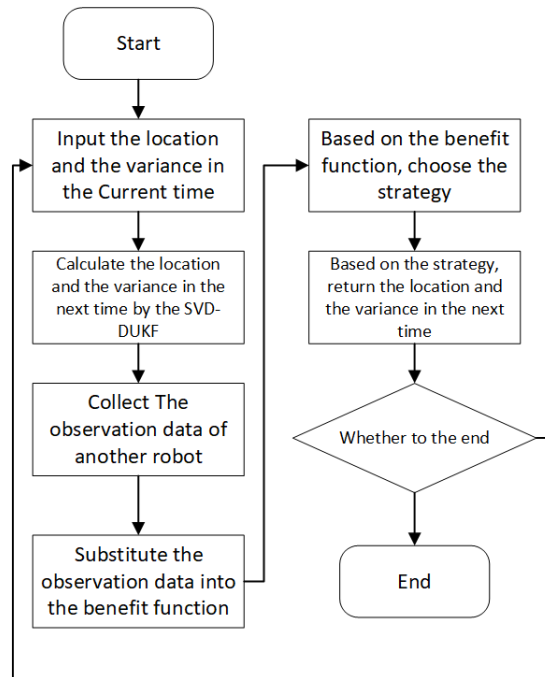 Start
Input the location
and the variance in
the Current time
Calculate the location
and the variance in the
next time by the SVD-
DUKF
Collect The
observation data of
another robot
Substitute the
observation data into
the benefit function
Based on the benefit
function, choose the
strategy
Based on the strategy,
return the location and
the variance in the next
time
Whether to the end
End